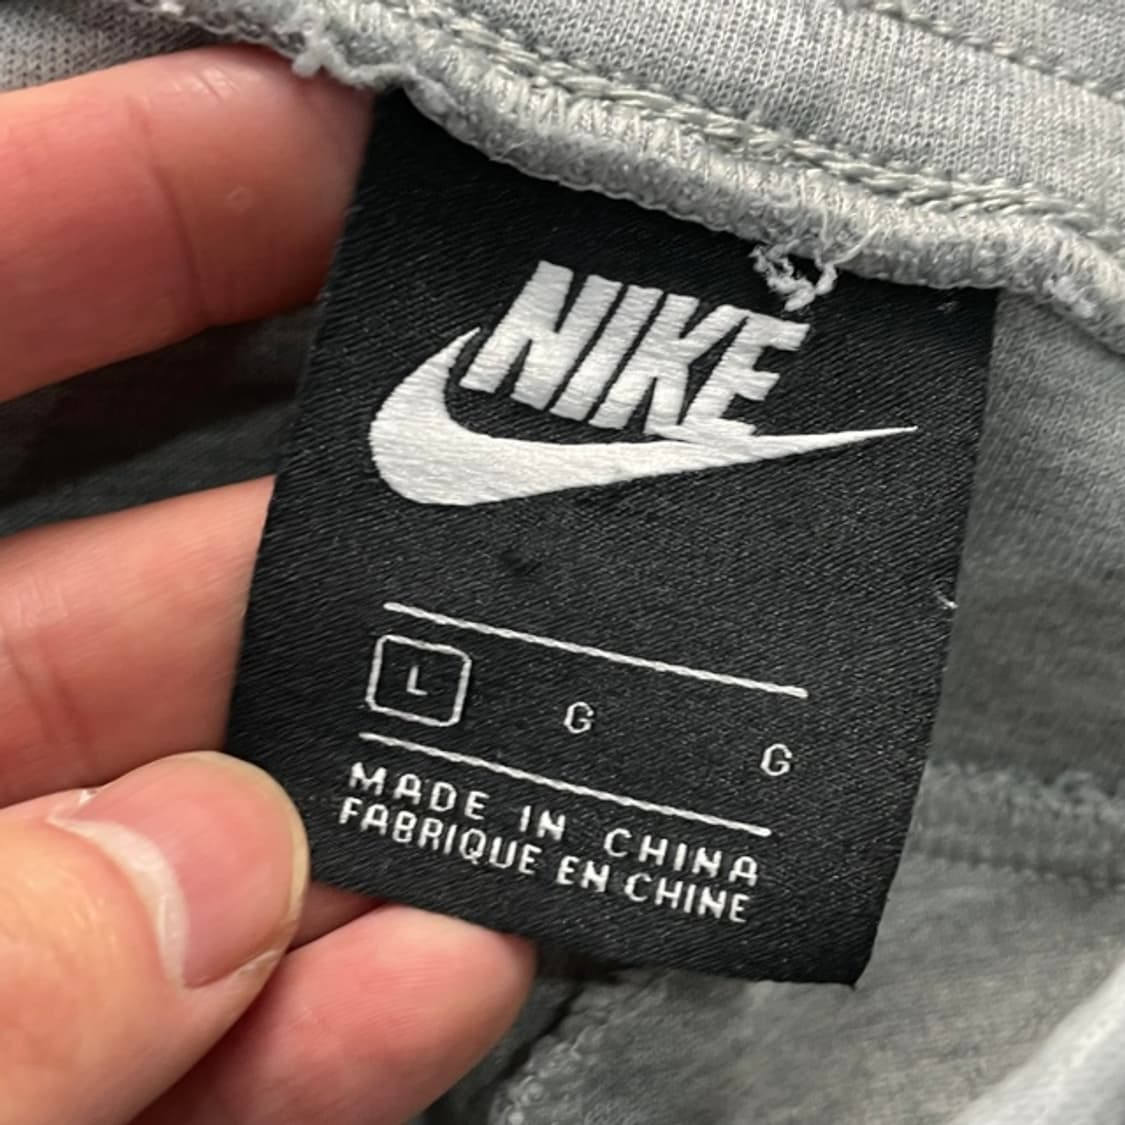 NIKE
L G G
MADE IN CHINA
FABRIQUE EN CHINE